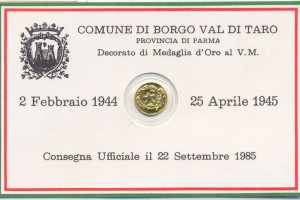 COMUNE DI BORGO VAL DI TARO
PROVINCIA DI PARMA
Decorato di Medaglia d'Oro al V.M.
2 Febbraio 1944 25 Aprile 1945
Consegna Ufficiale il 22 Settembre 1985